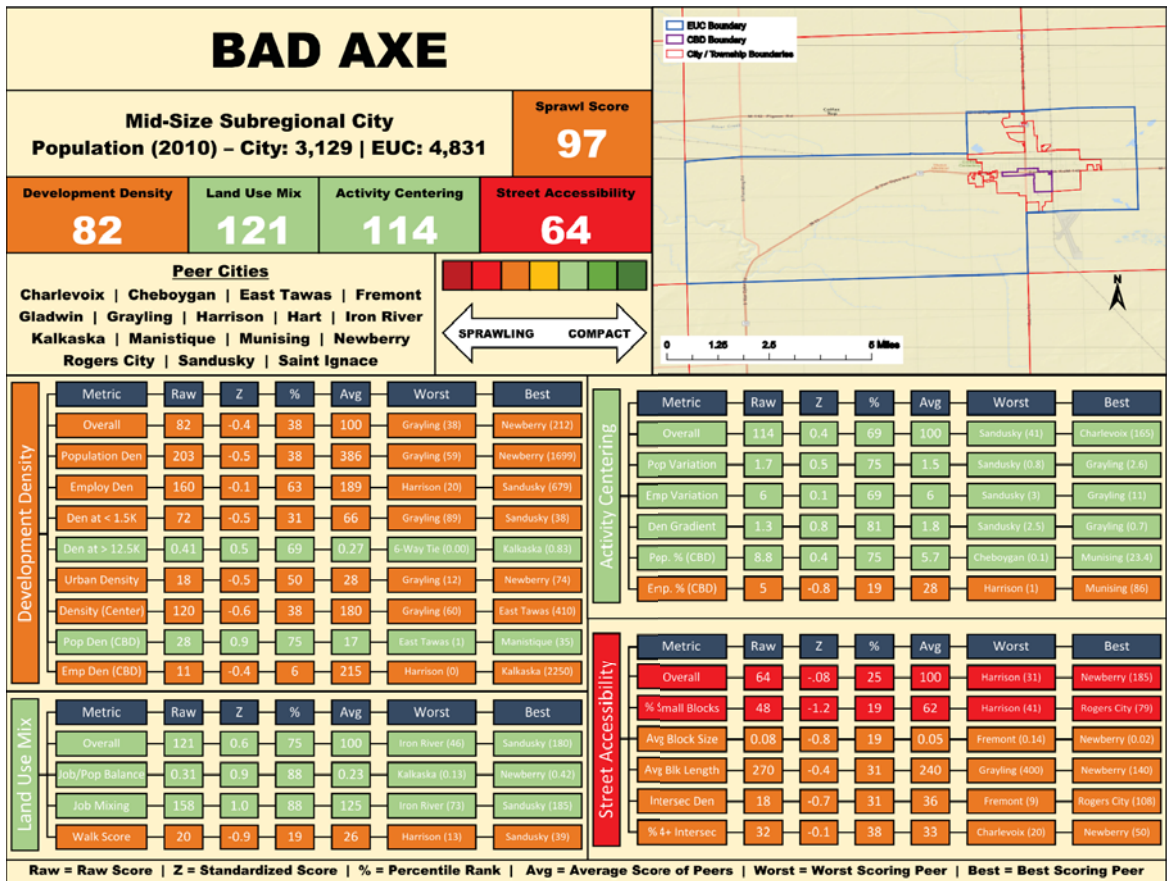 BAD AXE
Mid-Size Subregional City
Population (2010) – City: 3,129 | EUC: 4,831
Sprawl Score
97
Development Density
82
Land Use Mix
121
Activity Centering
114
Street Accessibility
64
Peer Cities
Charlevoix | Cheboygan | East Tawas | Fremont
Gladwin | Grayling | Harrison | Hart | Iron River
Kalkaska | Manistique | Munising | Newberry
Rogers City | Sandusky | Saint Ignace
SPRAWLING COMPACT
EUC Boundary
CBD Boundary
City / Township Boundaries
N
0 1.25 2.5 5 Miles
Development Density
Metric Raw Z % Avg Worst Best
Overall 82 -0.4 38 100 Grayling (38) Newberry (212)
Population Den 203 -0.5 38 386 Grayling (59) Newberry (1699)
Employ Den 160 -0.1 63 189 Harrison (20) Sandusky (679)
Den at < 1.5K 72 -0.5 31 66 Grayling (89) Sandusky (38)
Den at > 12.5K 0.41 0.5 69 0.27 6-Way Tie (0.00) Kalkaska (0.83)
Urban Density 18 -0.5 50 28 Grayling (12) Newberry (74)
Density (Center) 120 -0.6 38 180 Grayling (60) East Tawas (410)
Pop Den (CBD) 28 0.9 75 17 East Tawas (1) Manistique (35)
Emp Den (CBD) 11 -0.4 6 215 Harrison (0) Kalkaska (2250)
Land Use Mix
Metric Raw Z % Avg Worst Best
Overall 121 0.6 75 100 Iron River (46) Sandusky (180)
Job/Pop Balance 0.31 0.9 88 0.23 Kalkaska (0.13) Newberry (0.42)
Job Mixing 158 1.0 88 125 Iron River (73) Sandusky (185)
Walk Score 20 -0.9 19 26 Harrison (13) Sandusky (39)
Activity Centering
Metric Raw Z % Avg Worst Best
Overall 114 0.4 69 100 Sandusky (41) Charlevoix (165)
Pop Variation 1.7 0.5 75 1.5 Sandusky (0.8) Grayling (2.6)
Emp Variation 6 0.1 69 6 Sandusky (3) Grayling (11)
Den Gradient 1.3 0.8 81 1.8 Sandusky (2.5) Grayling (0.7)
Pop. % (CBD) 8.8 0.4 75 5.7 Cheboygan (0.1) Munising (23.4)
Emp. % (CBD) 5 -0.8 19 28 Harrison (1) Munising (86)
Street Accessibility
Metric Raw Z % Avg Worst Best
Overall 64 -.08 25 100 Harrison (31) Newberry (185)
% Small Blocks 48 -1.2 19 62 Harrison (41) Rogers City (79)
Avg Block Size 0.08 -0.8 19 0.05 Fremont (0.14) Newberry (0.02)
Avg Blk Length 270 -0.4 31 240 Grayling (400) Newberry (140)
Intersec Den 18 -0.7 31 36 Fremont (9) Rogers City (108)
% 4+ Intersec 32 -0.1 38 33 Charlevoix (20) Newberry (50)
Raw = Raw Score | Z = Standardized Score | % = Percentile Rank | Avg = Average Score of Peers | Worst = Worst Scoring Peer | Best = Best Scoring Peer